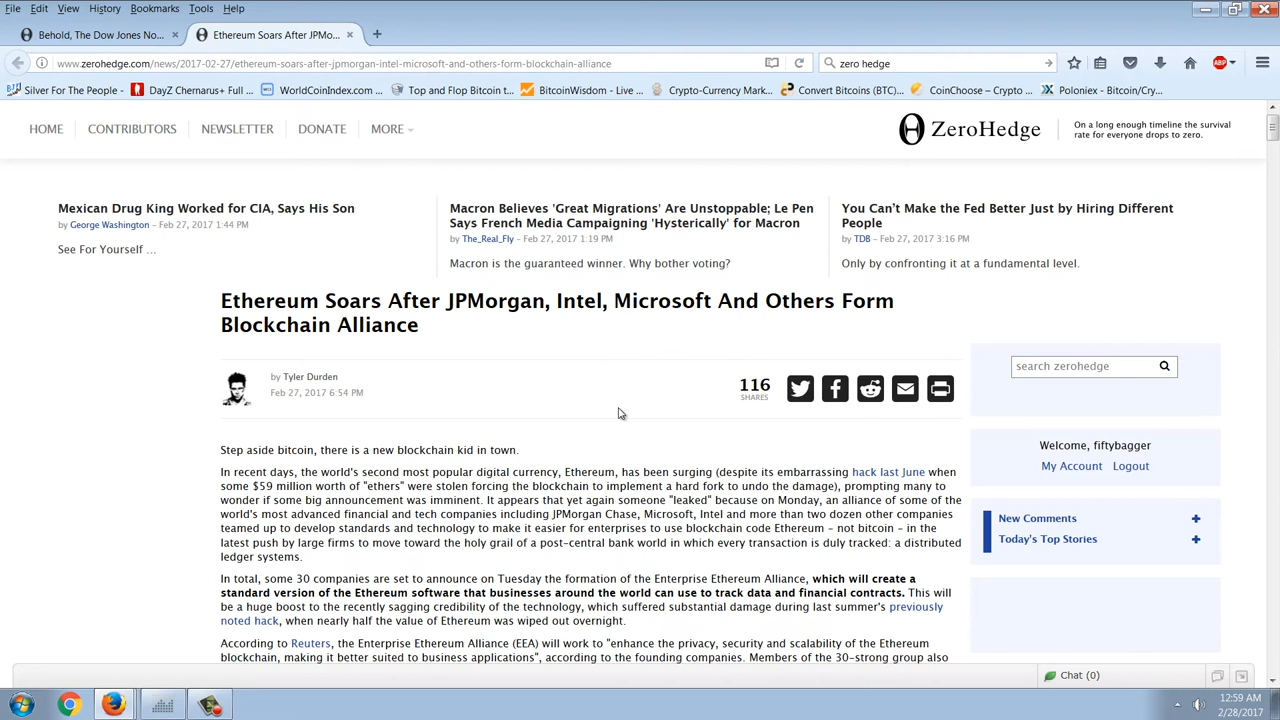 File Edit View History Bookmarks Tools Help
Behold, The Dow Jones No... ×
Ethereum Soars After JPMo... × +
www.zerohedge.com/news/2017-02-27/ethereum-soars-after-jpmorgan-intel-microsoft-and-others-form-blockchain-alliance
zero hedge
ABP
Silver For The People - ...
DayZ Chernarus+ Full ...
WorldCoinIndex.com ...
Top and Flop Bitcoin t...
BitcoinWisdom - Live ...
Crypto-Currency Mark...
Convert Bitcoins (BTC)...
CoinChoose – Crypto ...
Poloniex - Bitcoin/Cry...
HOME CONTRIBUTORS NEWSLETTER DONATE MORE
ZeroHedge
On a long enough timeline the survival
rate for everyone drops to zero.
Mexican Drug King Worked for CIA, Says His Son
by George Washington - Feb 27, 2017 1:44 PM
See For Yourself ...
Macron Believes 'Great Migrations' Are Unstoppable; Le Pen
Says French Media Campaigning 'Hysterically' for Macron
by The_Real_Fly - Feb 27, 2017 1:19 PM
Macron is the guaranteed winner. Why bother voting?
You Can't Make the Fed Better Just by Hiring Different
People
by TDB - Feb 27, 2017 3:16 PM
Only by confronting it at a fundamental level.
Ethereum Soars After JPMorgan, Intel, Microsoft And Others Form
Blockchain Alliance
by Tyler Durden
Feb 27, 2017 6:54 PM
116
SHARES
search zerohedge
Welcome, fiftybagger
My Account Logout
New Comments +
Today's Top Stories +
Step aside bitcoin, there is a new blockchain kid in town.
In recent days, the world's second most popular digital currency, Ethereum, has been surging (despite its embarrassing hack last June when
some $59 million worth of "ethers" were stolen forcing the blockchain to implement a hard fork to undo the damage), prompting many to
wonder if some big announcement was imminent. It appears that yet again someone "leaked" because on Monday, an alliance of some of the
world's most advanced financial and tech companies including JPMorgan Chase, Microsoft, Intel and more than two dozen other companies
teamed up to develop standards and technology to make it easier for enterprises to use blockchain code Ethereum - not bitcoin - in the
latest push by large firms to move toward the holy grail of a post-central bank world in which every transaction is duly tracked: a distributed
ledger systems.
In total, some 30 companies are set to announce on Tuesday the formation of the Enterprise Ethereum Alliance, which will create a
standard version of the Ethereum software that businesses around the world can use to track data and financial contracts. This will
be a huge boost to the recently sagging credibility of the technology, which suffered substantial damage during last summer's previously
noted hack, when nearly half the value of Ethereum was wiped out overnight.
According to Reuters, the Enterprise Ethereum Alliance (EEA) will work to "enhance the privacy, security and scalability of the Ethereum
blockchain, making it better suited to business applications", according to the founding companies. Members of the 30-strong group also
Chat (0)
12:59 AM
2/28/2017